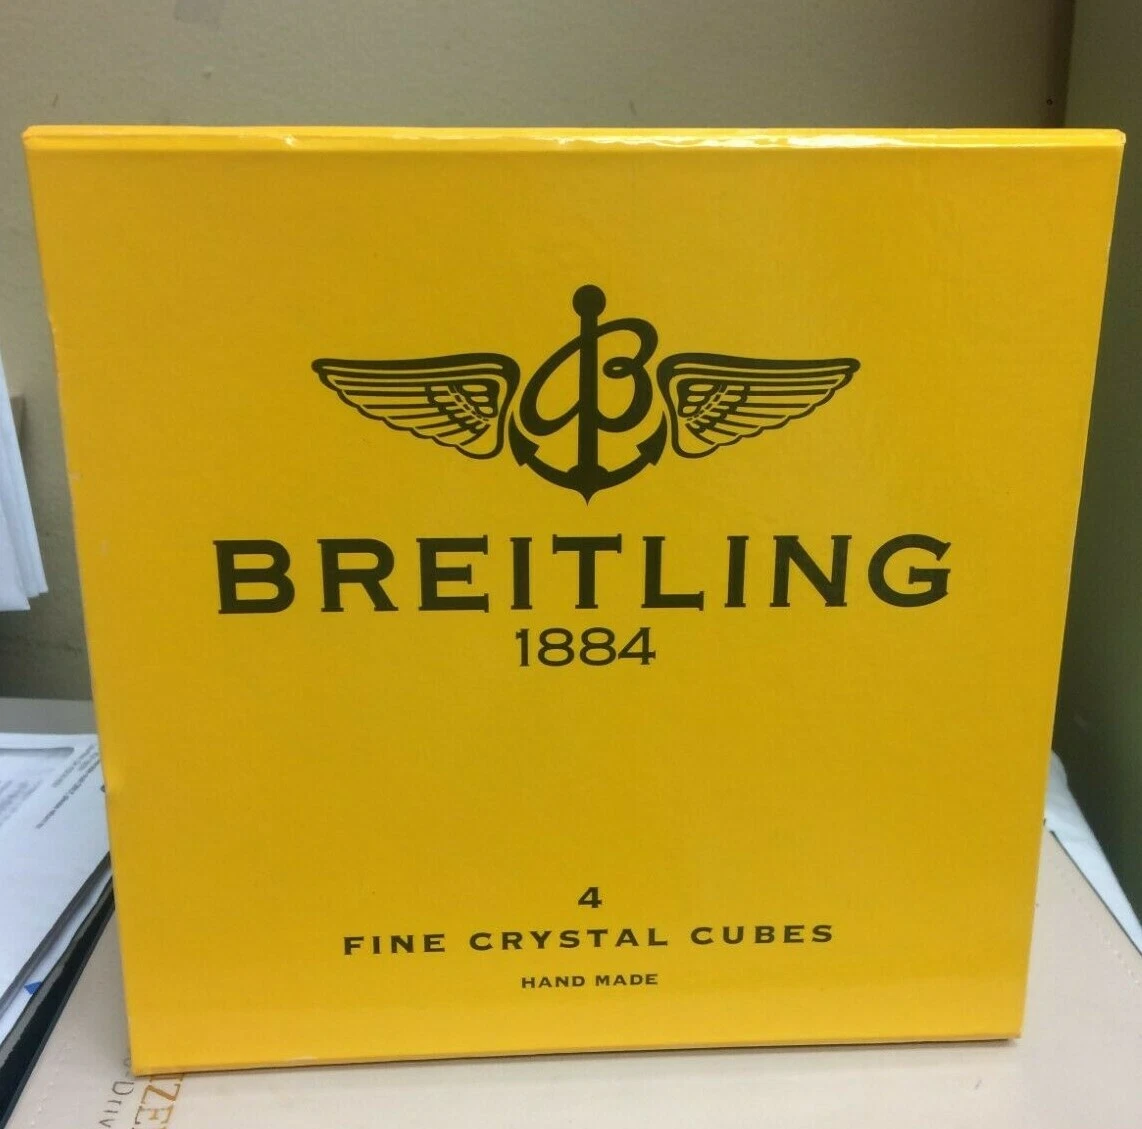 BREITLING
1884
4
FINE CRYSTAL CUBES
HAND MADE